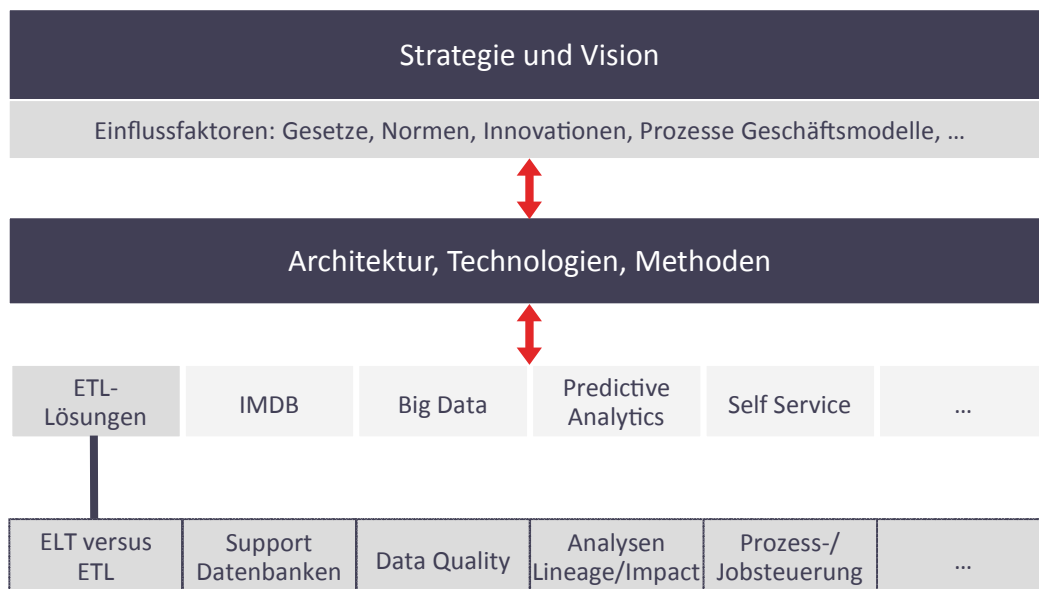 Strategie und Vision
Einflussfaktoren: Gesetze, Normen, Innovationen, Prozesse Geschäftsmodelle, ...
Architektur, Technologien, Methoden
ETL-
Lösungen
IMDB
Big Data
Predictive
Analytics
Self Service
...
ELT versus
ETL
Support
Datenbanken
Data Quality
Analysen
Lineage/Impact
Prozess-/
Jobsteuerung
...